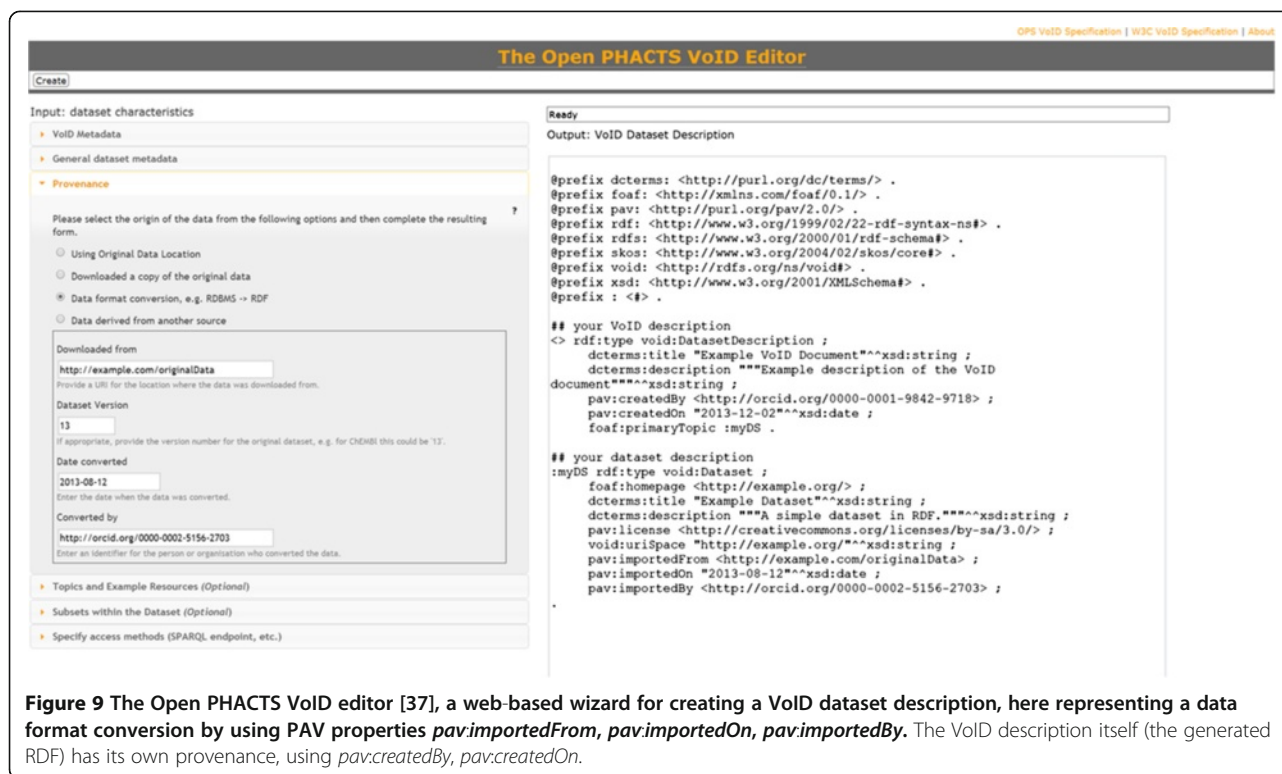 OPS VoID Specification | W3C VoID Specification | About
The Open PHACTS VoID Editor
Create
Input: dataset characteristics
VoID Metadata
General dataset metadata
Provenance
?
Please select the origin of the data from the following options and then complete the resulting
form.
Using Original Data Location
Downloaded a copy of the original data
Data format conversion, e.g. RDBMS -> RDF
Data derived from another source
Downloaded from
http://example.com/originalData
Provide a URI for the location where the data was downloaded from.
Dataset Version
13
If appropriate, provide the version number for the original dataset, e.g. for ChEMBl this could be '13'.
Date converted
2013-08-12
Enter the date when the data was converted.
Converted by
http://orcid.org/0000-0002-5156-2703
Enter an identifier for the person or organisation who converted the data.
Topics and Example Resources (Optional)
Subsets within the Dataset (Optional)
Specify access methods (SPARQL endpoint, etc.)
Ready
Output: VoID Dataset Description
@prefix dcterms: <http://purl.org/dc/terms/> .
@prefix foaf: <http://xmlns.com/foaf/0.1/> .
@prefix pav: <http://purl.org/pav/2.0/> .
@prefix rdf: <http://www.w3.org/1999/02/22-rdf-syntax-ns#> .
@prefix rdfs: <http://www.w3.org/2000/01/rdf-schema#> .
@prefix skos: <http://www.w3.org/2004/02/skos/core#> .
@prefix void: <http://rdfs.org/ns/void#> .
@prefix xsd: <http://www.w3.org/2001/XMLSchema#> .
@prefix : <#> .
## your VoID description
<> rdf:type void:DatasetDescription ;
dcterms:title "Example VoID Document"^^xsd:string ;
dcterms:description """Example description of the VoID
document"""^^xsd:string ;
pav:createdBy <http://orcid.org/0000-0001-9842-9718> ;
pav:createdOn "2013-12-02"^^xsd:date ;
foaf:primaryTopic :myDS .
## your dataset description
:myDS rdf:type void:Dataset ;
foaf:homepage <http://example.org/> ;
dcterms:title "Example Dataset"^^xsd:string ;
dcterms:description """A simple dataset in RDF."""^^xsd:string ;
pav:license <http://creativecommons.org/licenses/by-sa/3.0/> ;
void:uriSpace "http://example.org/"^^xsd:string ;
pav:importedFrom <http://example.com/originalData> ;
pav:importedOn "2013-08-12"^^xsd:date ;
pav:importedBy <http://orcid.org/0000-0002-5156-2703> ;
.
Figure 9 The Open PHACTS VoID editor [37], a web-based wizard for creating a VoID dataset description, here representing a data
format conversion by using PAV properties pav:importedFrom, pav:importedOn, pav:importedBy. The VoID description itself (the generated
RDF) has its own provenance, using pav:createdBy, pav:createdOn.